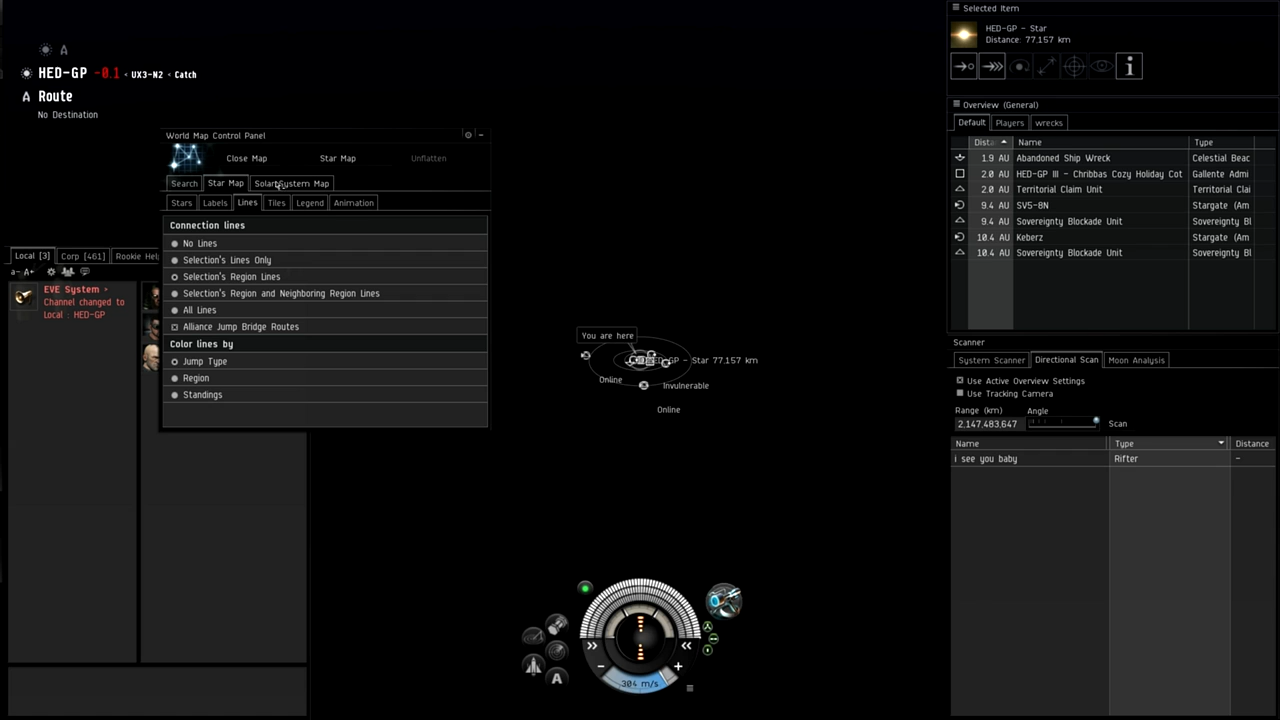 A
HED-GP -0.1 < UX3-N2 < Catch
A Route
No Destination
World Map Control Panel
Close Map Star Map Unflatten
Search Star Map Solar System Map
Stars Labels Lines Tiles Legend Animation
Connection lines
No Lines
Selection's Lines Only
Selection's Region Lines
Selection's Region and Neighboring Region Lines
All Lines
Alliance Jump Bridge Routes
Color lines by
Jump Type
Region
Standings
Local [3] Corp [461] Rookie Hel
a- A+
EVE System >
Channel changed to
Local : HED-GP
You are here
HED-GP - Star 77.157 km
Online
Invulnerable
Online
A
304 m/s
Selected Item
HED-GP - Star
Distance: 77.157 km
Overview (General)
Default Players wrecks
Dista Name Type
1.9 AU Abandoned Ship Wreck Celestial Beac
2.0 AU HED-GP III - Chribbas Cozy Holiday Cot Gallente Admi
2.0 AU Territorial Claim Unit Territorial Clai
9.4 AU SV5-8N Stargate (Am
9.4 AU Sovereignty Blockade Unit Sovereignty Bl
10.4 AU Keberz Stargate (Am
10.4 AU Sovereignty Blockade Unit Sovereignty Bl
Scanner
System Scanner Directional Scan Moon Analysis
Use Active Overview Settings
Use Tracking Camera
Range (km) Angle
2,147,483,647 Scan
Name Type Distance
i see you baby Rifter -